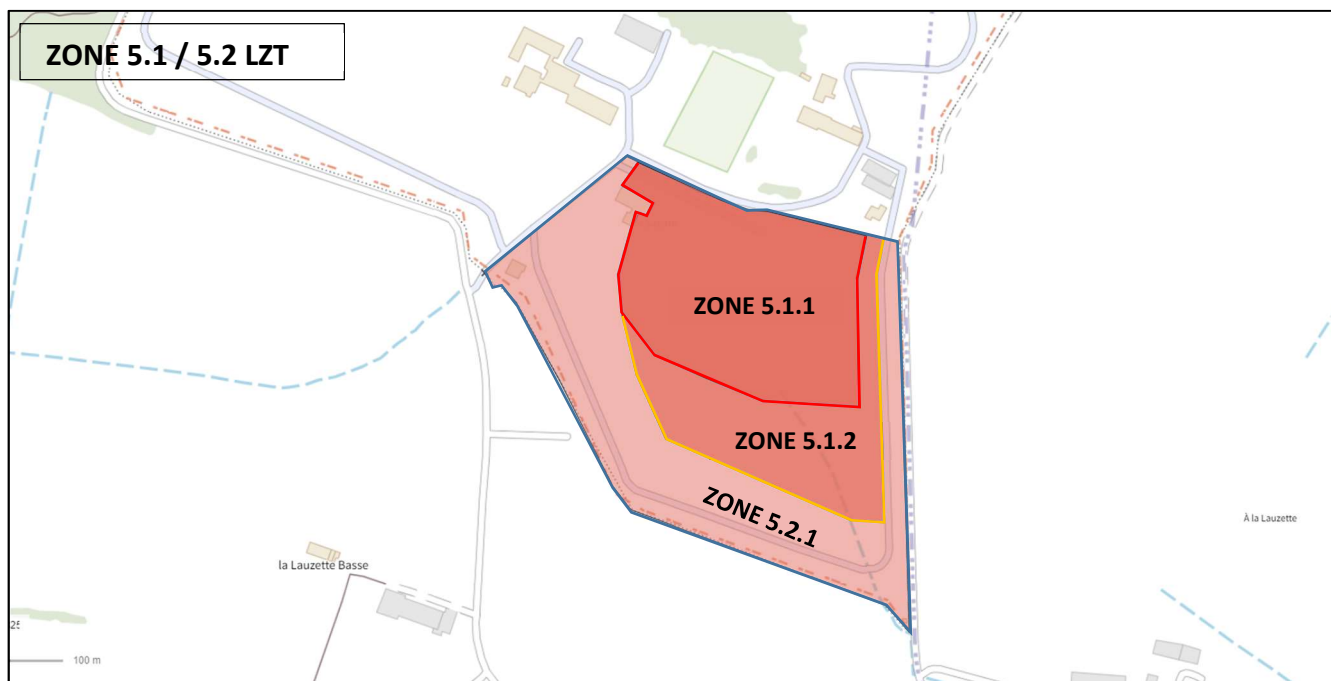 ZONE 5.1 / 5.2 LZT
ZONE 5.1.1
ZONE 5.1.2
ZONE 5.2.1
À la Lauzette
la Lauzette Basse
100 m